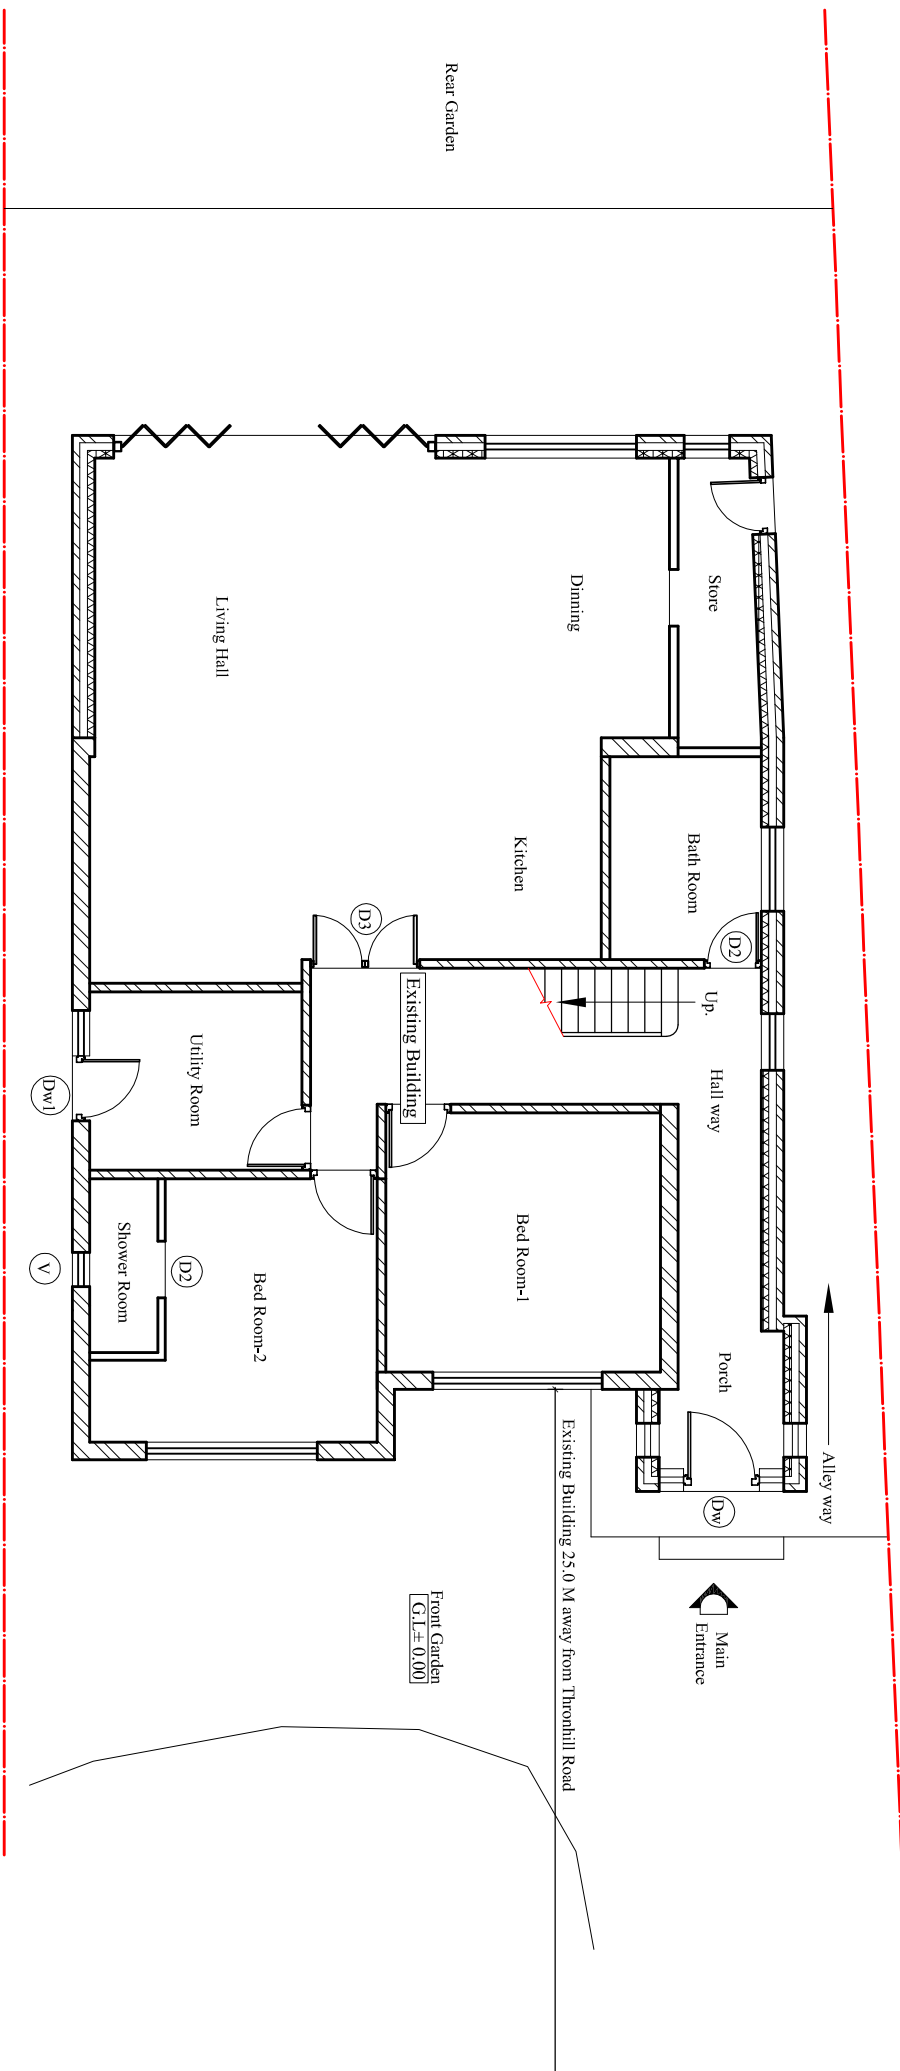 Rear Garden
Store
Dinning
Living Hall
Bath Room
Kitchen
D2
D3
Up.
Existing Building
Hall way
Utility Room
Dw1
Bed Room-1
Shower Room
D2
V
Bed Room-2
Porch
Alley way
Dw
Existing Building 25.0 M away from Thronhill Road
Main
Entrance
Front Garden
G.L± 0.00